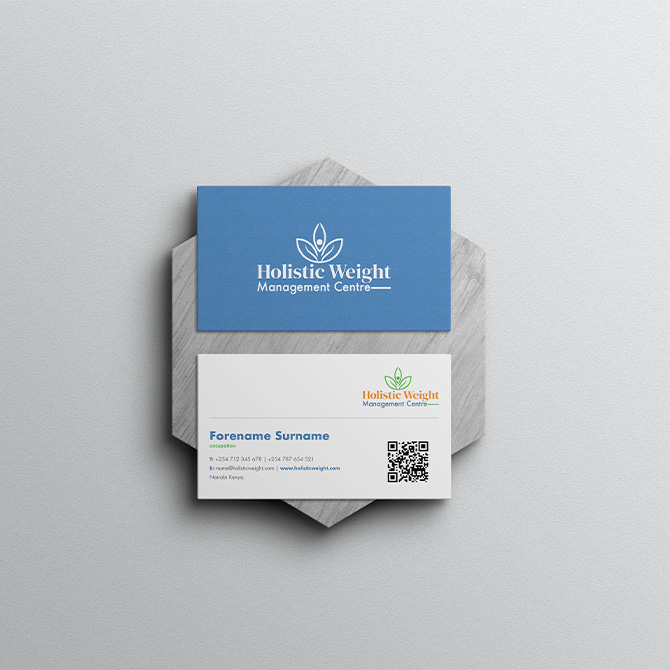 Holistic Weight
Management Centre
Holistic Weight
Management Centre
Forename Surname
occupation
T: +254 712 345 678 | +254 787 654 321
E: name@holisticweight.com | www.holisticweight.com
Nairobi Kenya.